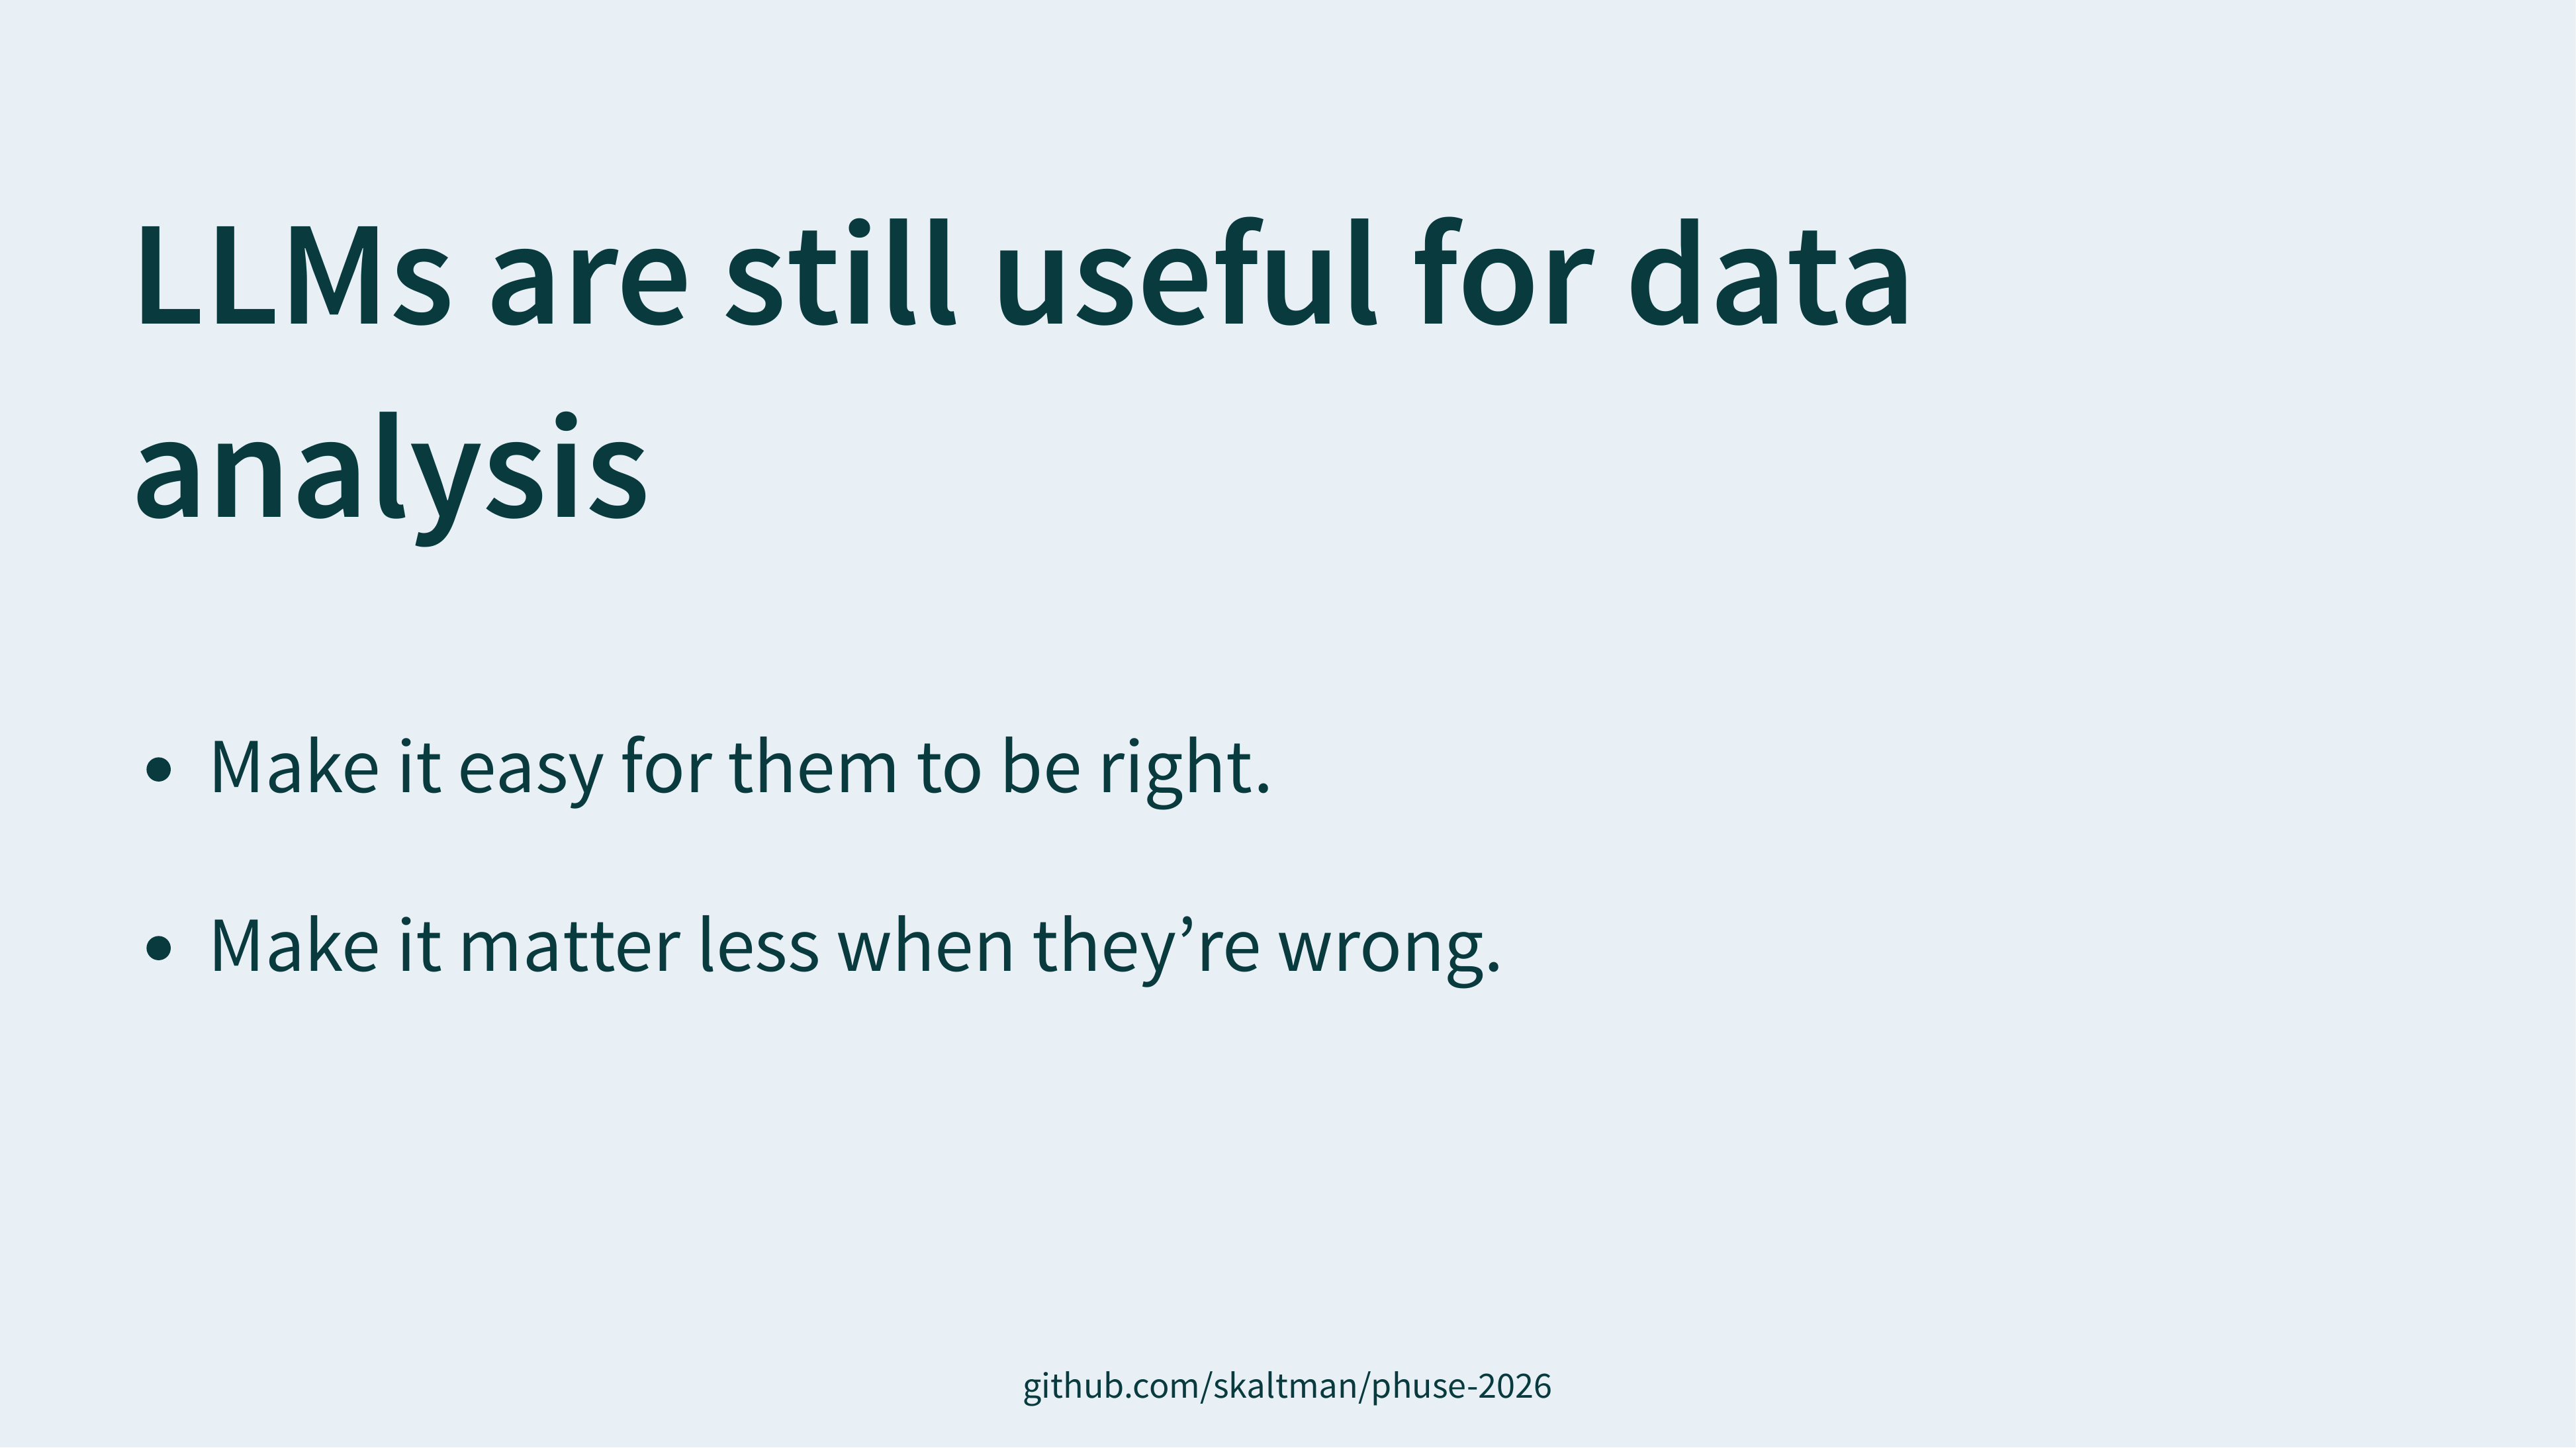 LLMs are still useful for data
analysis
• Make it easy for them to be right.
• Make it matter less when they’re wrong.
github.com/skaltman/phuse-2026